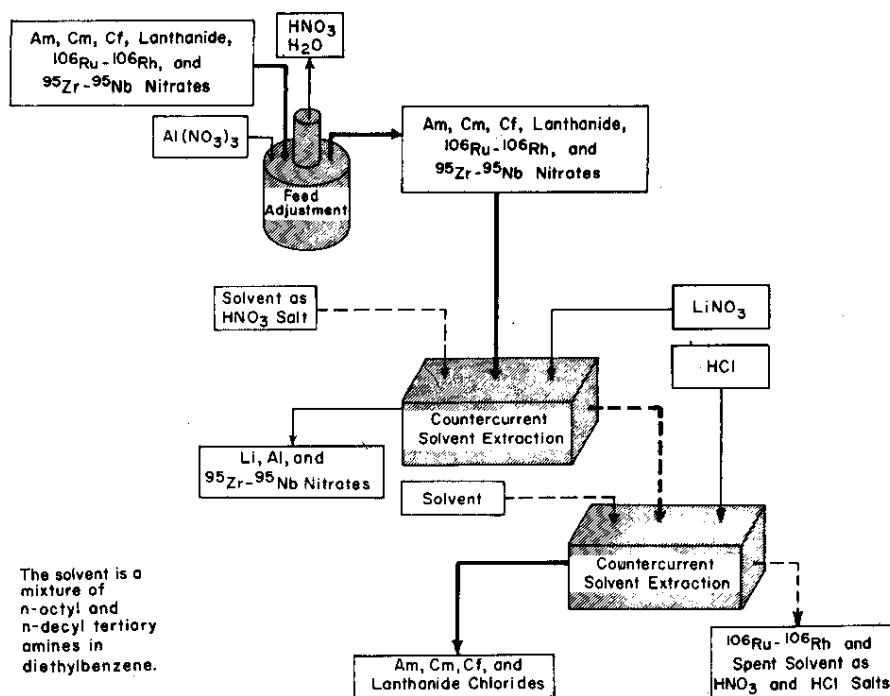 HNO3
H2O
Am, Cm, Cf, Lanthanide,
106Ru-106Rh, and
95Zr-95Nb Nitrates
Al(NO3)3
Feed
Adjustment
Am, Cm, Cf, Lanthanide,
106Ru-106Rh, and
95Zr-95Nb Nitrates
Solvent as
HNO3 Salt
LiNO3
HCl
Countercurrent
Solvent Extraction
Li, Al, and
95Zr-95Nb Nitrates
Solvent
Countercurrent
Solvent Extraction
The solvent is a
mixture of
n-octyl and
n-decyl tertiary
amines in
diethylbenzene.
Am, Cm, Cf, and
Lanthanide Chlorides
106Ru-106Rh and
Spent Solvent as
HNO3 and HCl Salts